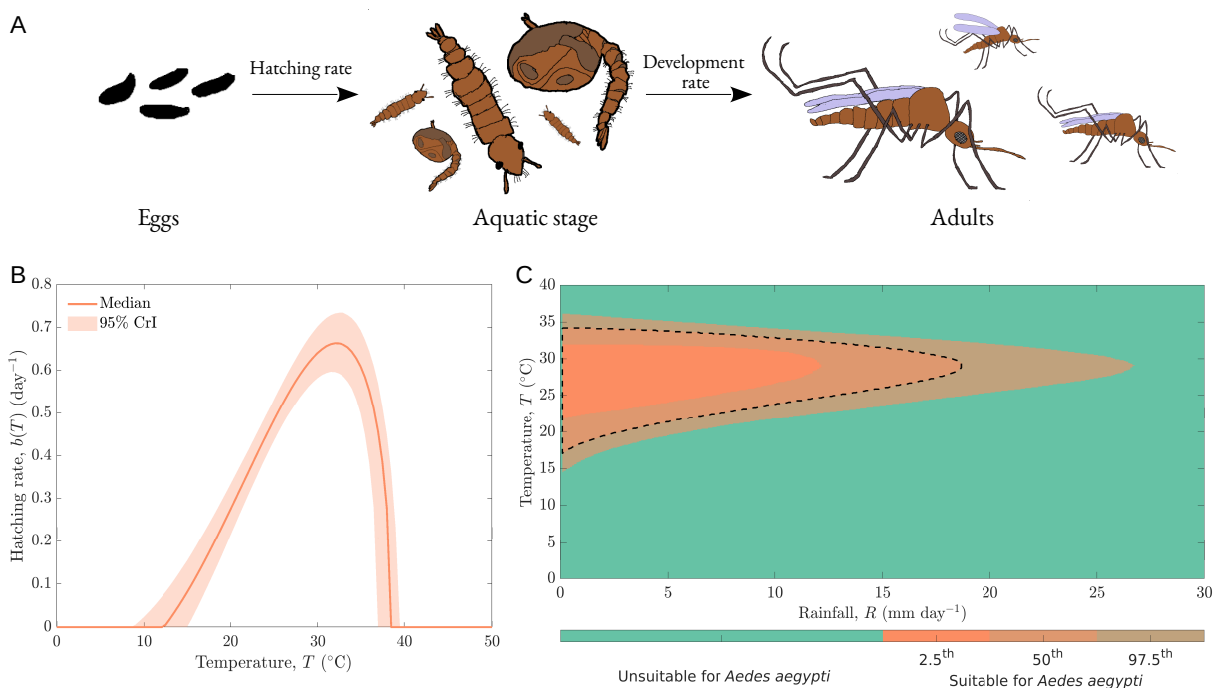 A
Hatching rate
Development
rate
Eggs
Aquatic stage
Adults
B
Median
95% CrI
Hatching rate, b(T) (day⁻¹)
0.8
0.7
0.6
0.5
0.4
0.3
0.2
0.1
0
0 10 20 30 40 50
Temperature, T (°C)
C
Temperature, T (°C)
40
35
30
25
20
15
10
5
0
0 5 10 15 20 25 30
Rainfall, R (mm day⁻¹)
2.5th 50th 97.5th
Unsuitable for Aedes aegypti
Suitable for Aedes aegypti